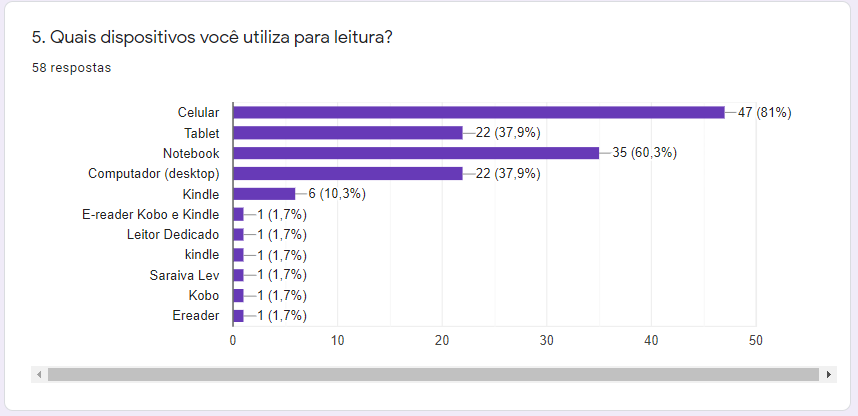 5. Quais dispositivos você utiliza para leitura?
58 respostas
Celular 47 (81%)
Tablet 22 (37,9%)
Notebook 35 (60,3%)
Computador (desktop) 22 (37,9%)
Kindle 6 (10,3%)
E-reader Kobo e Kindle 1 (1,7%)
Leitor Dedicado 1 (1,7%)
kindle 1 (1,7%)
Saraiva Lev 1 (1,7%)
Kobo 1 (1,7%)
Ereader 1 (1,7%)
0 10 20 30 40 50